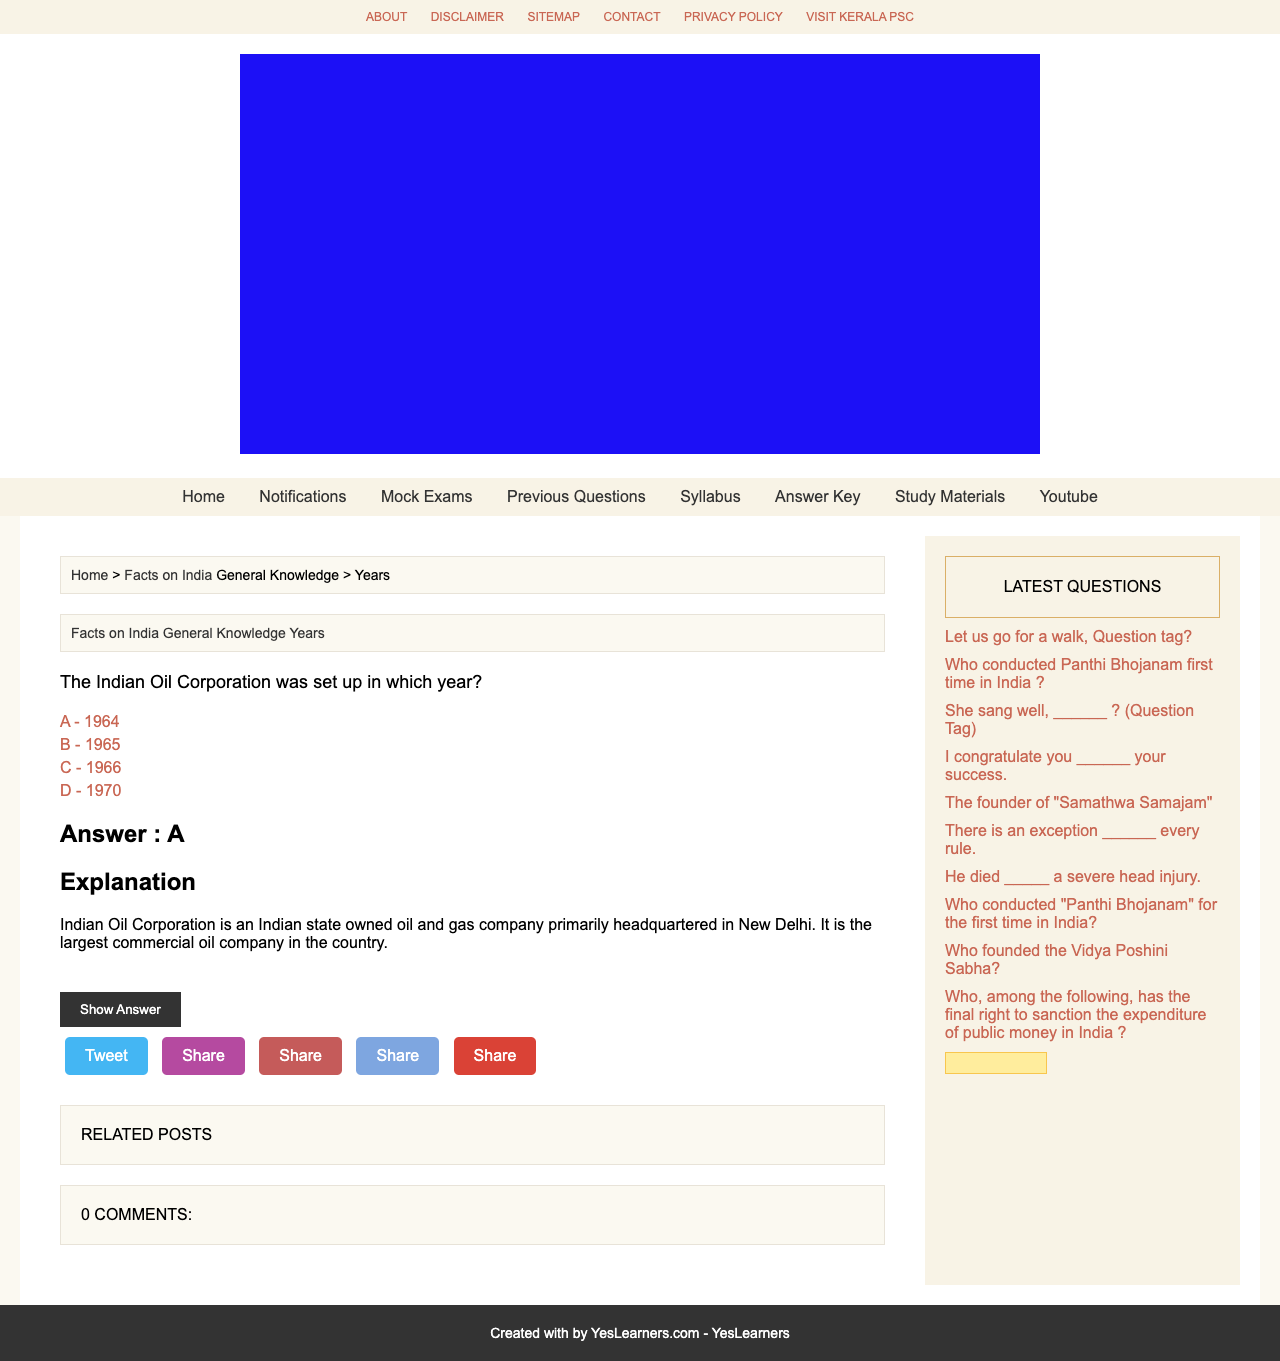 ABOUT DISCLAIMER SITEMAP CONTACT PRIVACY POLICY VISIT KERALA PSC
Home Notifications Mock Exams Previous Questions Syllabus Answer Key Study Materials Youtube
Home > Facts on India General Knowledge > Years
Facts on India General Knowledge Years
The Indian Oil Corporation was set up in which year?
A - 1964
B - 1965
C - 1966
D - 1970
Answer : A
Explanation
Indian Oil Corporation is an Indian state owned oil and gas company primarily headquartered in New Delhi. It is the
largest commercial oil company in the country.
Show Answer
Tweet Share Share Share Share
RELATED POSTS
0 COMMENTS:
LATEST QUESTIONS
Let us go for a walk, Question tag?
Who conducted Panthi Bhojanam first
time in India ?
She sang well, ______ ? (Question
Tag)
I congratulate you ______ your
success.
The founder of "Samathwa Samajam"
There is an exception ______ every
rule.
He died _____ a severe head injury.
Who conducted "Panthi Bhojanam" for
the first time in India?
Who founded the Vidya Poshini
Sabha?
Who, among the following, has the
final right to sanction the expenditure
of public money in India ?
Created with by YesLearners.com - YesLearners